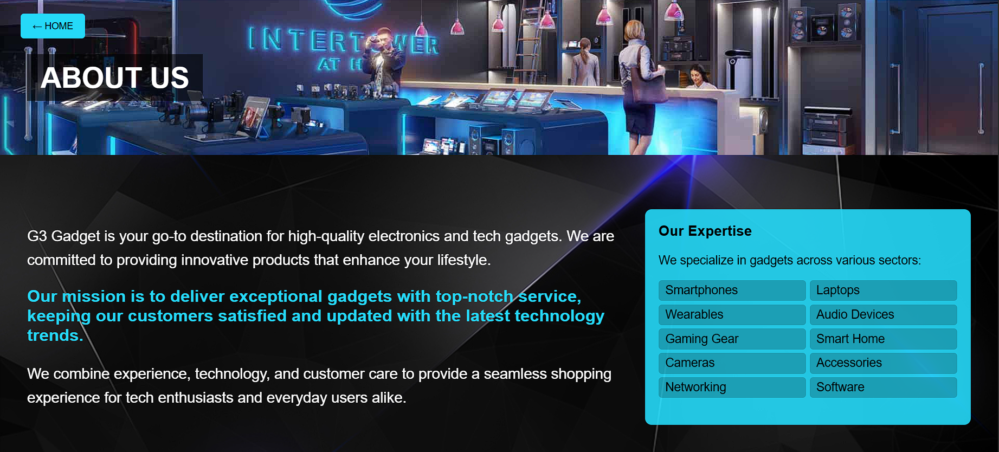 ← HOME
INTERTOWER
AT H
ABOUT US
G3 Gadget is your go-to destination for high-quality electronics and tech gadgets. We are
committed to providing innovative products that enhance your lifestyle.
Our mission is to deliver exceptional gadgets with top-notch service,
keeping our customers satisfied and updated with the latest technology
trends.
We combine experience, technology, and customer care to provide a seamless shopping
experience for tech enthusiasts and everyday users alike.
Our Expertise
We specialize in gadgets across various sectors:
Smartphones
Laptops
Wearables
Audio Devices
Gaming Gear
Smart Home
Cameras
Accessories
Networking
Software